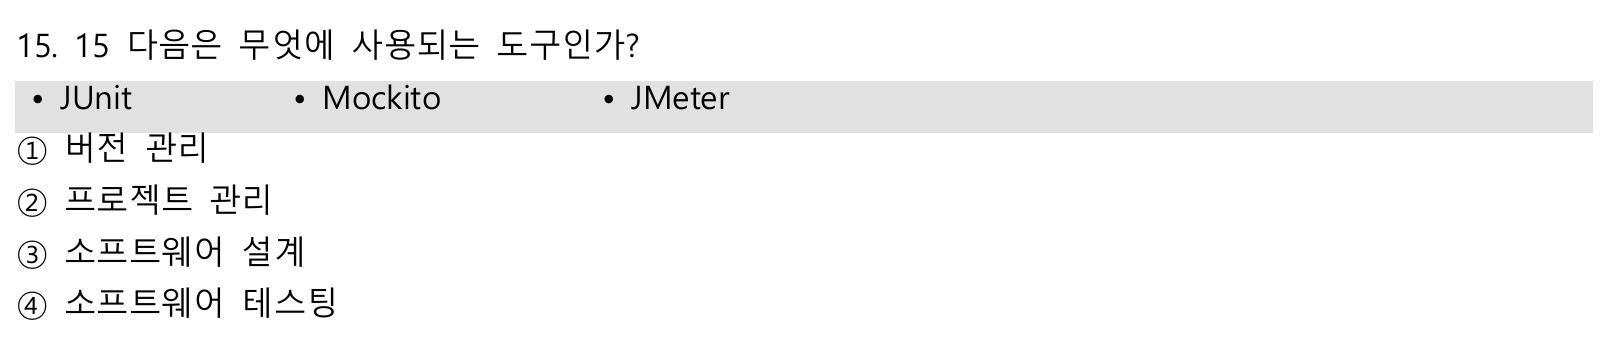 15. 15 다음은 무엇에 사용되는 도구인가?
• JUnit • Mockito • JMeter
① 버전 관리
② 프로젝트 관리
③ 소프트웨어 설계
④ 소프트웨어 테스팅